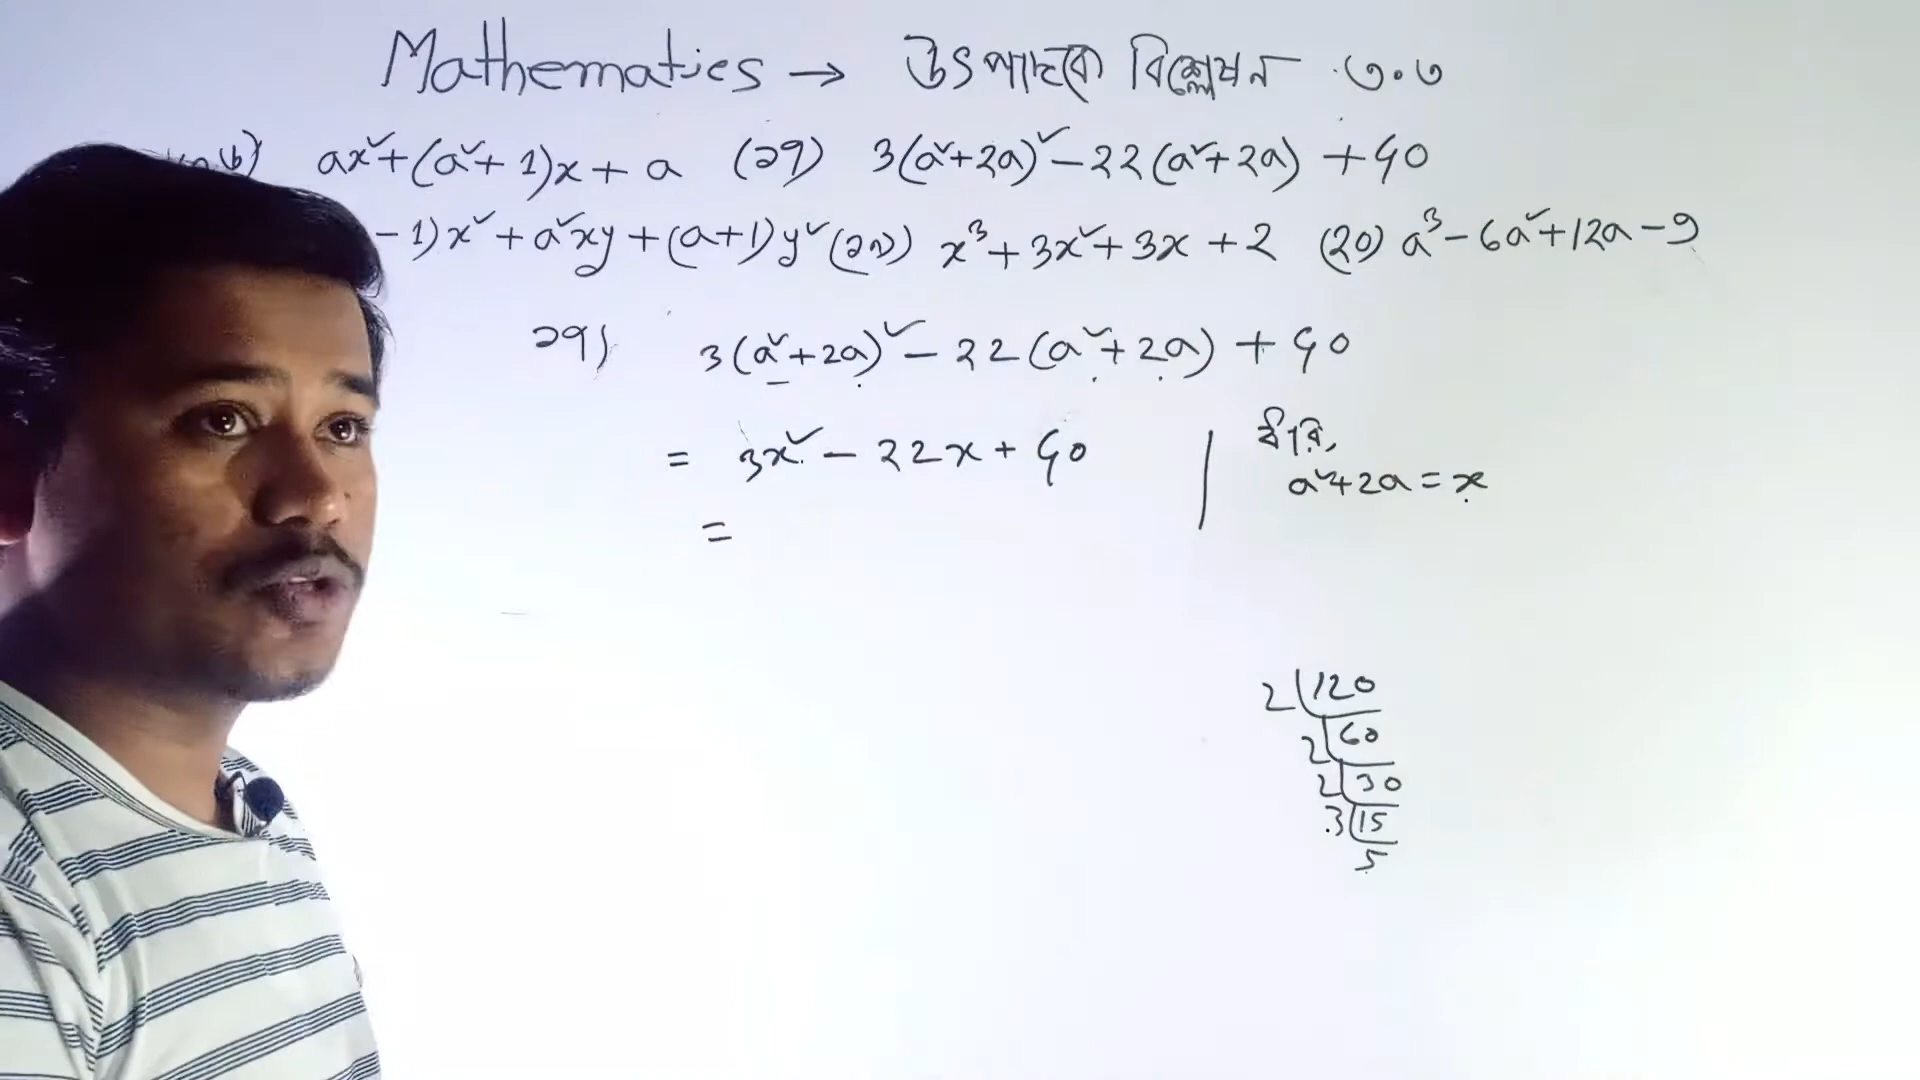 Mathematics → উৎপাদকে বিশ্লেষন ৩.৩
ax²+(a²+1)x+a (১৭) 3(a²+2a)²-22(a²+2a) +40
-1)x²+a²xy+(a+1)y² (১৯) x³+3x²+3x+2 (20) a³-6a²+12a-9
১৭) 3(a²+2a)²-22(a²+2a)+40
= 3x²-22x+40
ধরি,
a²+2a=x
=
2 120
2 60
2 30
3 15
5